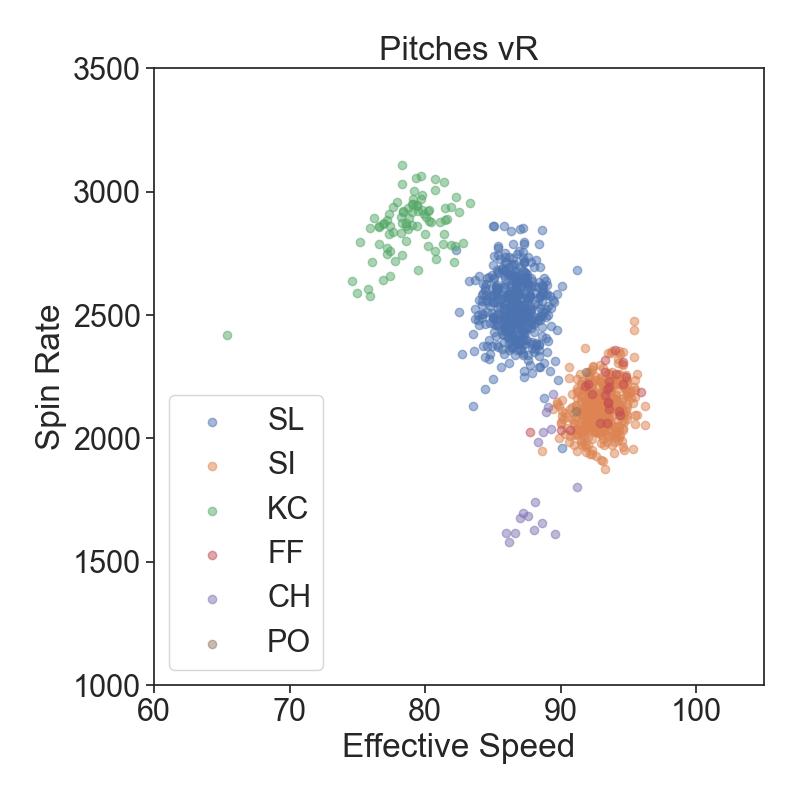 Pitches vR
3500
3000
2500
2000
1500
1000
Spin Rate
SL
SI
KC
FF
CH
PO
60
70
80
90
100
Effective Speed